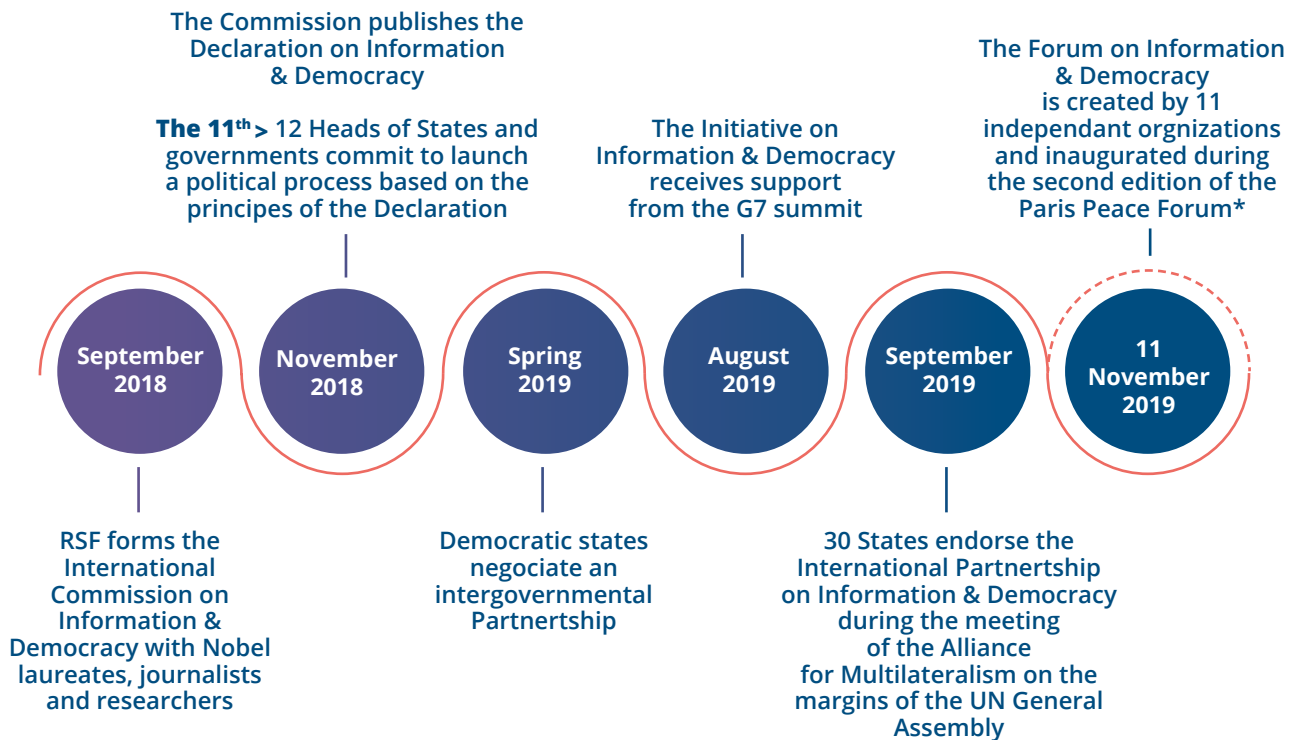 The Commission publishes the
Declaration on Information
& Democracy
The 11th > 12 Heads of States and
governments commit to launch
a political process based on the
principes of the Declaration
The Initiative on
Information & Democracy
receives support
from the G7 summit
The Forum on Information
& Democracy
is created by 11
independant orgnizations
and inaugurated during
the second edition of the
Paris Peace Forum*
September
2018
November
2018
Spring
2019
August
2019
September
2019
11
November
2019
RSF forms the
International
Commission on
Information &
Democracy with Nobel
laureates, journalists
and researchers
Democratic states
negociate an
intergovernmental
Partnertship
30 States endorse the
International Partnertship
on Information & Democracy
during the meeting
of the Alliance
for Multilateralism on the
margins of the UN General
Assembly